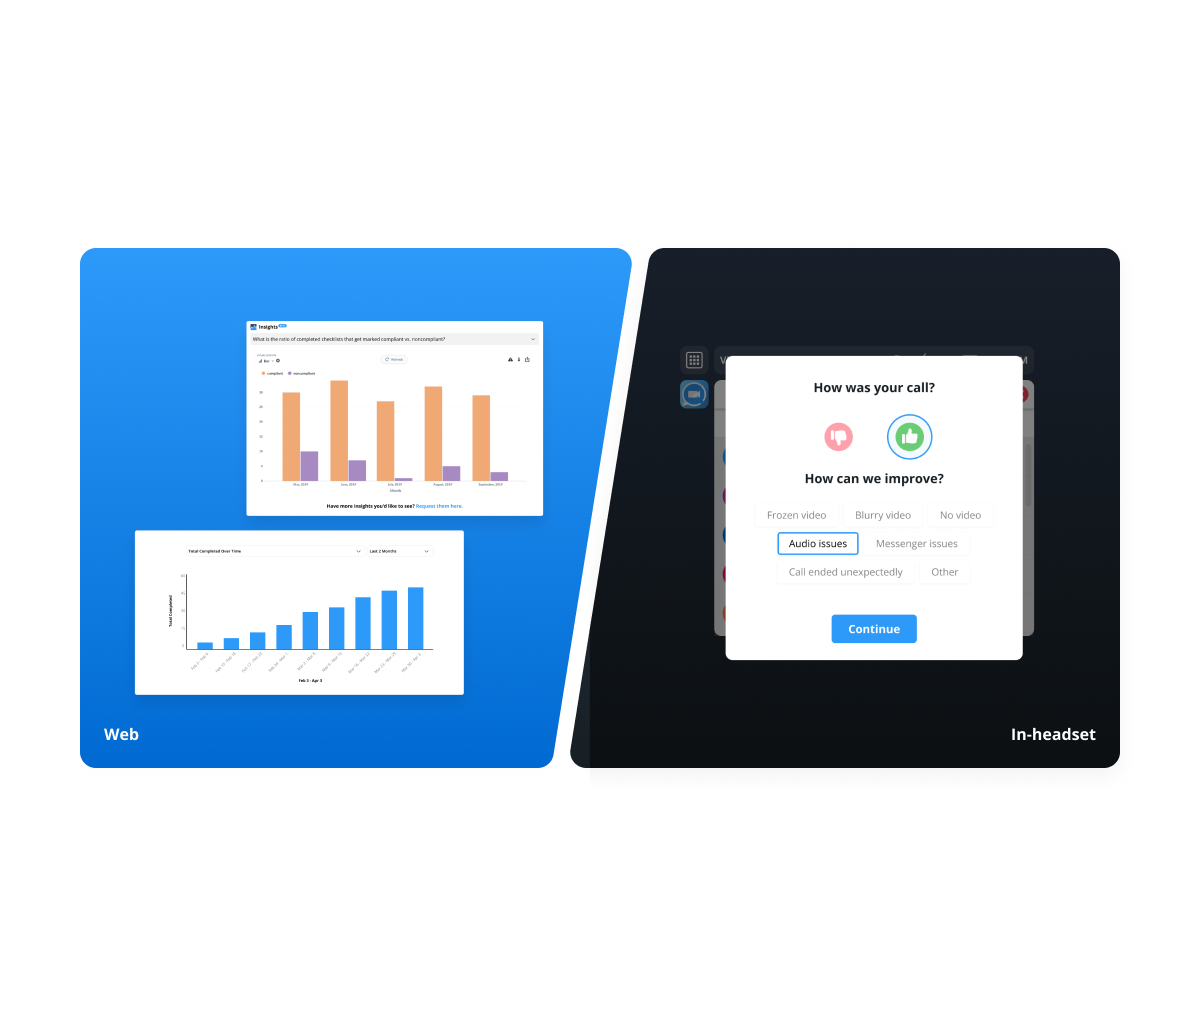 Insights BETA
What is the ratio of completed checklists that get marked compliant vs. noncompliant?
Bar
Refresh
compliant noncompliant
May, 2019 June, 2019 July, 2019 August, 2019 September, 2019
Month
Have more insights you'd like to see? Request them here.
Total Completed Over Time
Last 2 Months
Total Completed
Feb 3 - Apr 3
Web
How was your call?
How can we improve?
Frozen video
Blurry video
No video
Audio issues
Messenger issues
Call ended unexpectedly
Other
Continue
In-headset